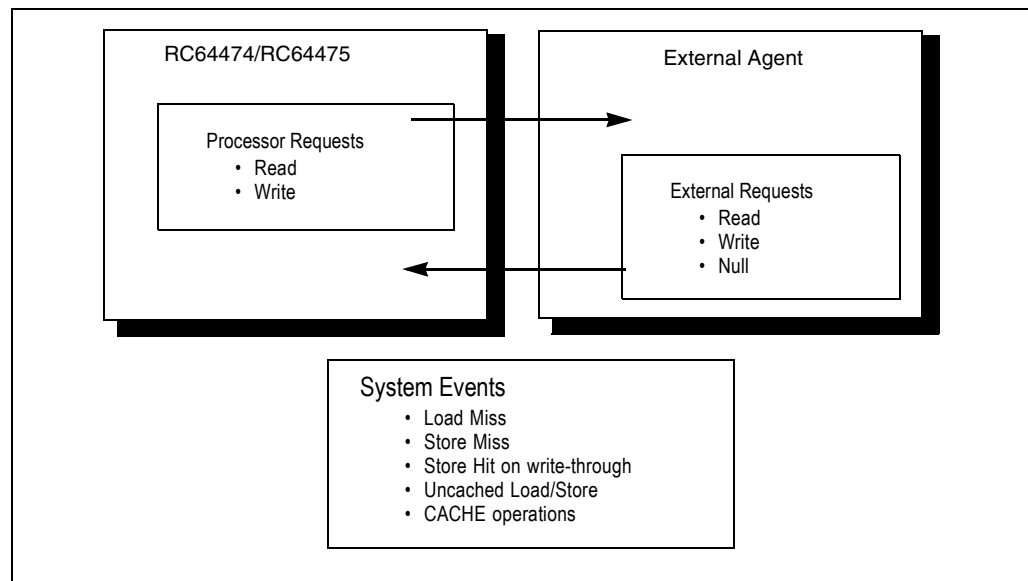 RC64474/RC64475
Processor Requests
• Read
• Write
External Agent
External Requests
• Read
• Write
• Null
System Events
• Load Miss
• Store Miss
• Store Hit on write-through
• Uncached Load/Store
• CACHE operations